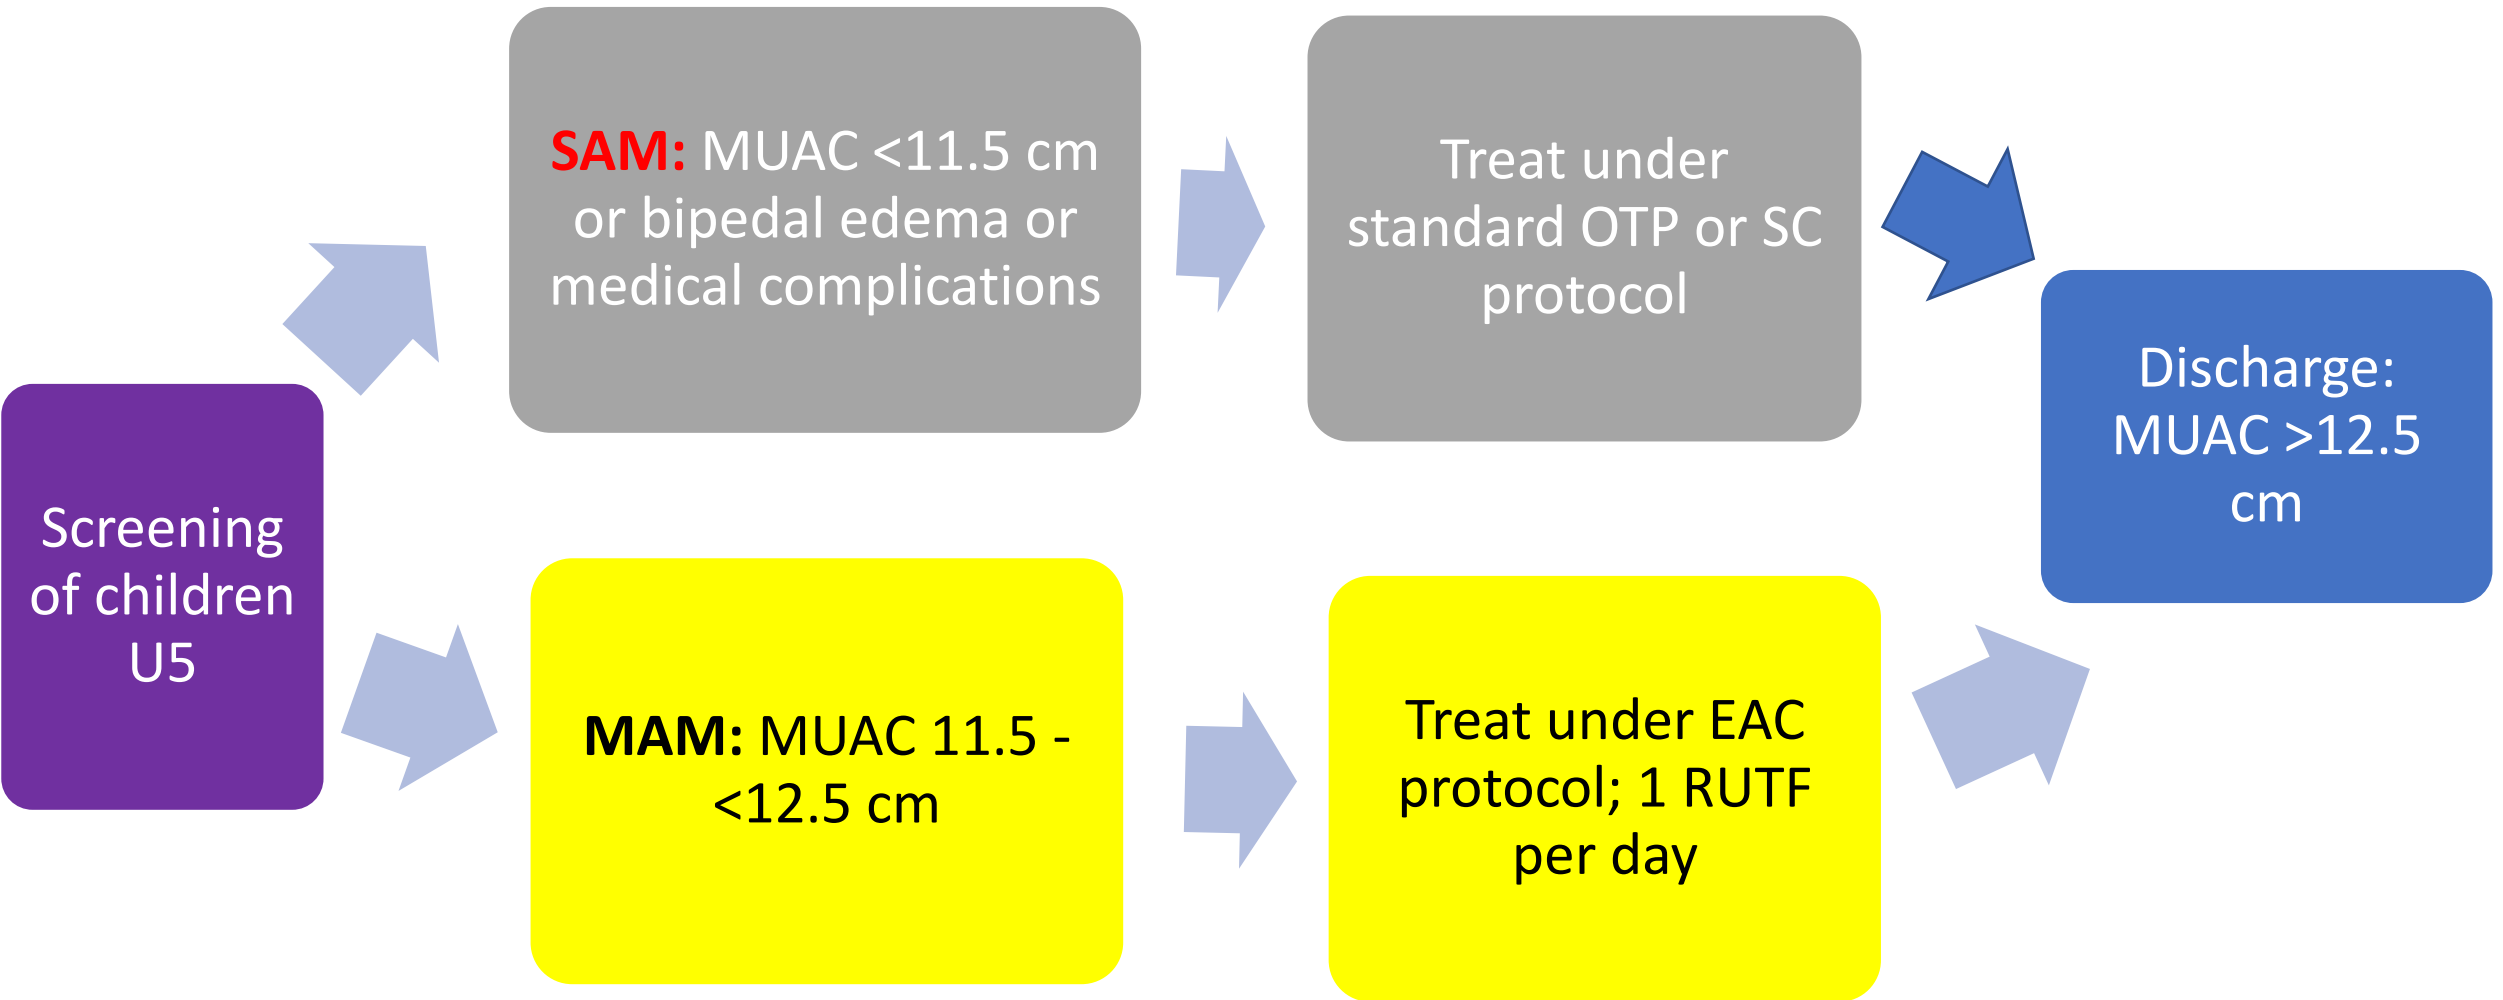 Screening
of children
U5
SAM: MUAC <11.5 cm
or bipedal edema or
medical complications
Treat under
standard OTP or SC
protocol
MAM: MUAC 11.5 -
<12.5 cm
Treat under EAC
protocol; 1 RUTF
per day
Discharge:
MUAC >12.5
cm